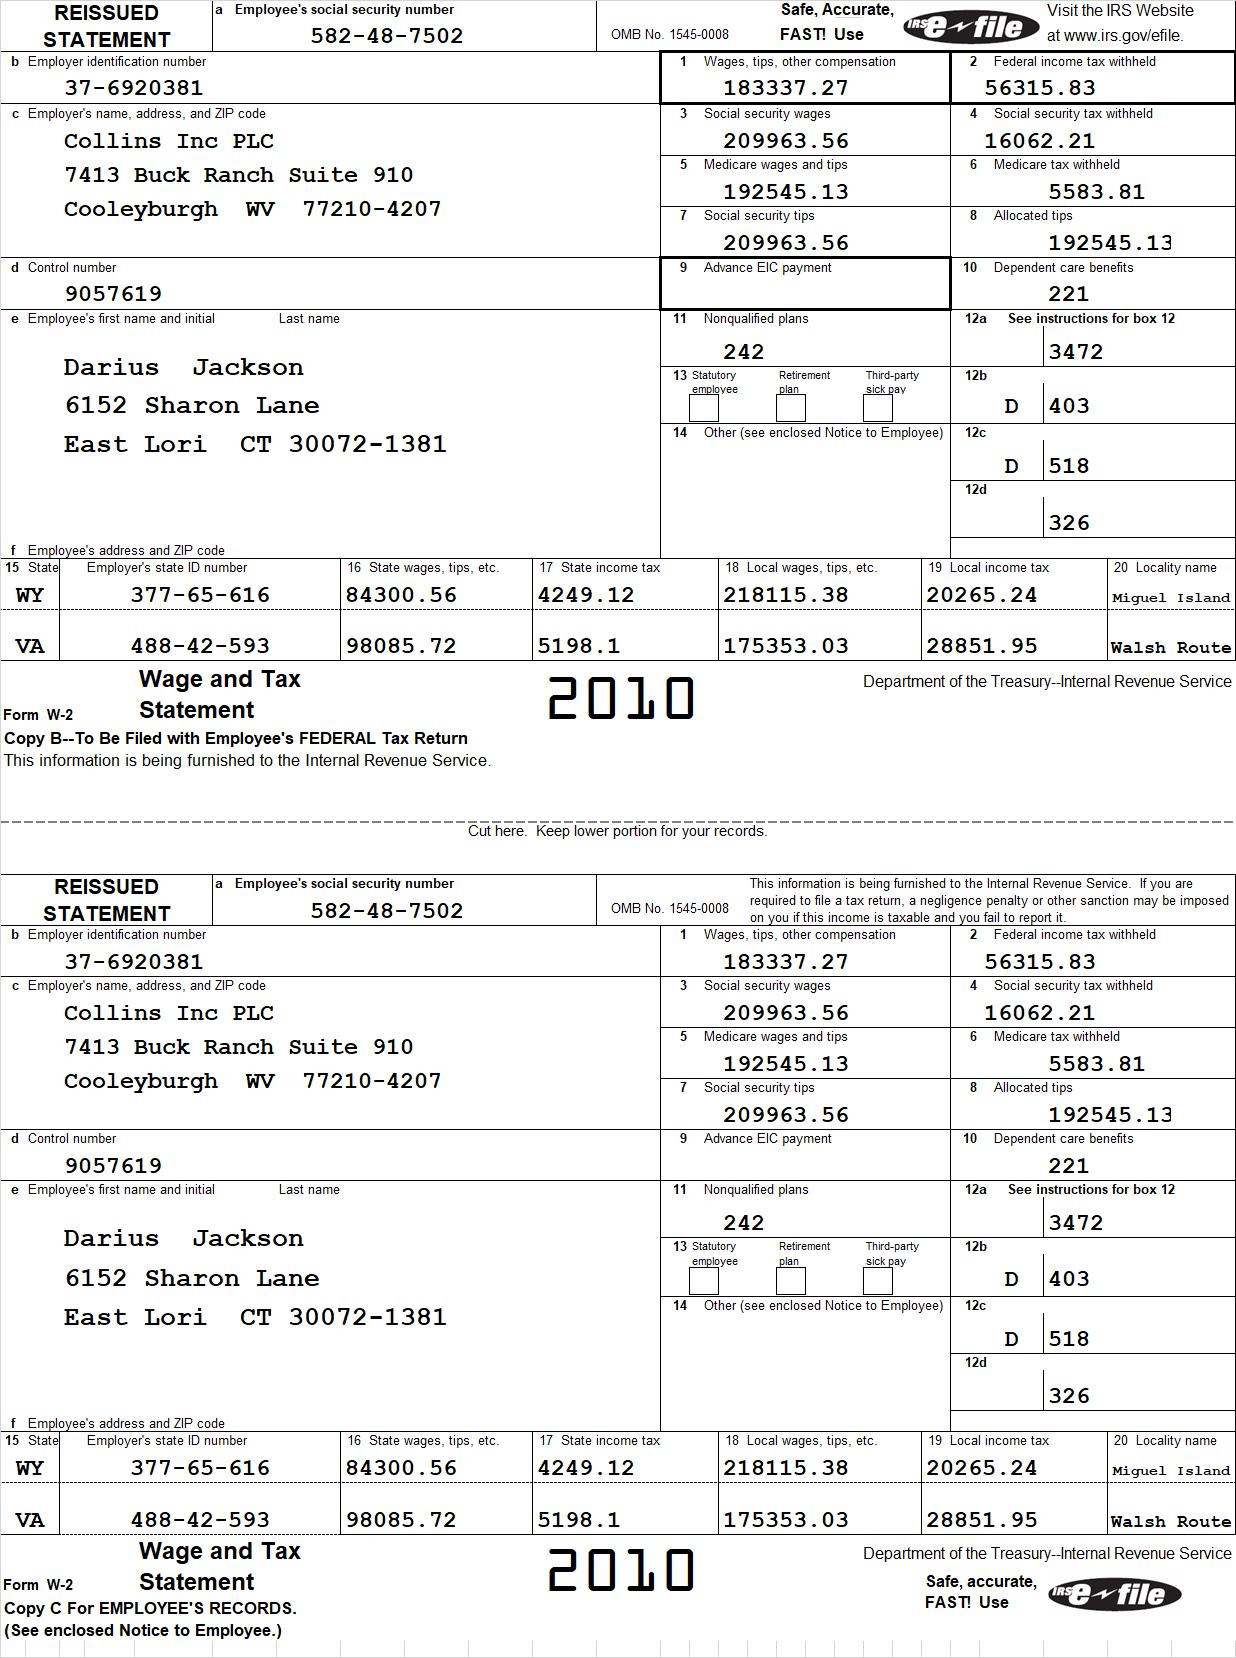 REISSUED STATEMENT
a Employee's social security number
582-48-7502
OMB No. 1545-0008
Safe, Accurate,
FAST! Use
IRS e-file
Visit the IRS Website
at www.irs.gov/efile.
b Employer identification number
37-6920381
1 Wages, tips, other compensation
183337.27
2 Federal income tax withheld
56315.83
c Employer's name, address, and ZIP code
Collins Inc PLC
7413 Buck Ranch Suite 910
Cooleyburgh WV 77210-4207
3 Social security wages
209963.56
4 Social security tax withheld
16062.21
5 Medicare wages and tips
192545.13
6 Medicare tax withheld
5583.81
7 Social security tips
209963.56
8 Allocated tips
192545.13
d Control number
9057619
9 Advance EIC payment
10 Dependent care benefits
221
e Employee's first name and initial Last name
Darius Jackson
6152 Sharon Lane
East Lori CT 30072-1381
11 Nonqualified plans
242
12a See instructions for box 12
3472
13 Statutory employee
Retirement plan
Third-party sick pay
12b
D 403
14 Other (see enclosed Notice to Employee)
12c
D 518
12d
326
f Employee's address and ZIP code
15 State Employer's state ID number 16 State wages, tips, etc. 17 State income tax 18 Local wages, tips, etc. 19 Local income tax 20 Locality name
WY 377-65-616 84300.56 4249.12 218115.38 20265.24 Miguel Island
VA 488-42-593 98085.72 5198.1 175353.03 28851.95 Walsh Route
Form W-2
Wage and Tax
Statement
2010
Department of the Treasury--Internal Revenue Service
Copy B--To Be Filed with Employee's FEDERAL Tax Return
This information is being furnished to the Internal Revenue Service.
Cut here. Keep lower portion for your records.
REISSUED STATEMENT
a Employee's social security number
582-48-7502
OMB No. 1545-0008
This information is being furnished to the Internal Revenue Service. If you are
required to file a tax return, a negligence penalty or other sanction may be imposed
on you if this income is taxable and you fail to report it.
b Employer identification number
37-6920381
1 Wages, tips, other compensation
183337.27
2 Federal income tax withheld
56315.83
c Employer's name, address, and ZIP code
Collins Inc PLC
7413 Buck Ranch Suite 910
Cooleyburgh WV 77210-4207
3 Social security wages
209963.56
4 Social security tax withheld
16062.21
5 Medicare wages and tips
192545.13
6 Medicare tax withheld
5583.81
7 Social security tips
209963.56
8 Allocated tips
192545.13
d Control number
9057619
9 Advance EIC payment
10 Dependent care benefits
221
e Employee's first name and initial Last name
Darius Jackson
6152 Sharon Lane
East Lori CT 30072-1381
11 Nonqualified plans
242
12a See instructions for box 12
3472
13 Statutory employee
Retirement plan
Third-party sick pay
12b
D 403
14 Other (see enclosed Notice to Employee)
12c
D 518
12d
326
f Employee's address and ZIP code
15 State Employer's state ID number 16 State wages, tips, etc. 17 State income tax 18 Local wages, tips, etc. 19 Local income tax 20 Locality name
WY 377-65-616 84300.56 4249.12 218115.38 20265.24 Miguel Island
VA 488-42-593 98085.72 5198.1 175353.03 28851.95 Walsh Route
Form W-2
Wage and Tax
Statement
2010
Department of the Treasury--Internal Revenue Service
Safe, accurate,
FAST! Use
IRS e-file
Copy C For EMPLOYEE'S RECORDS.
(See enclosed Notice to Employee.)